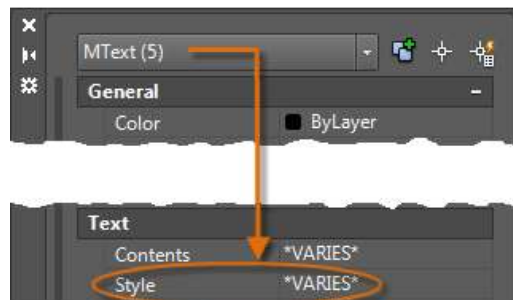 MText (5)
General
Color ByLayer
Text
Contents *VARIES*
Style *VARIES*